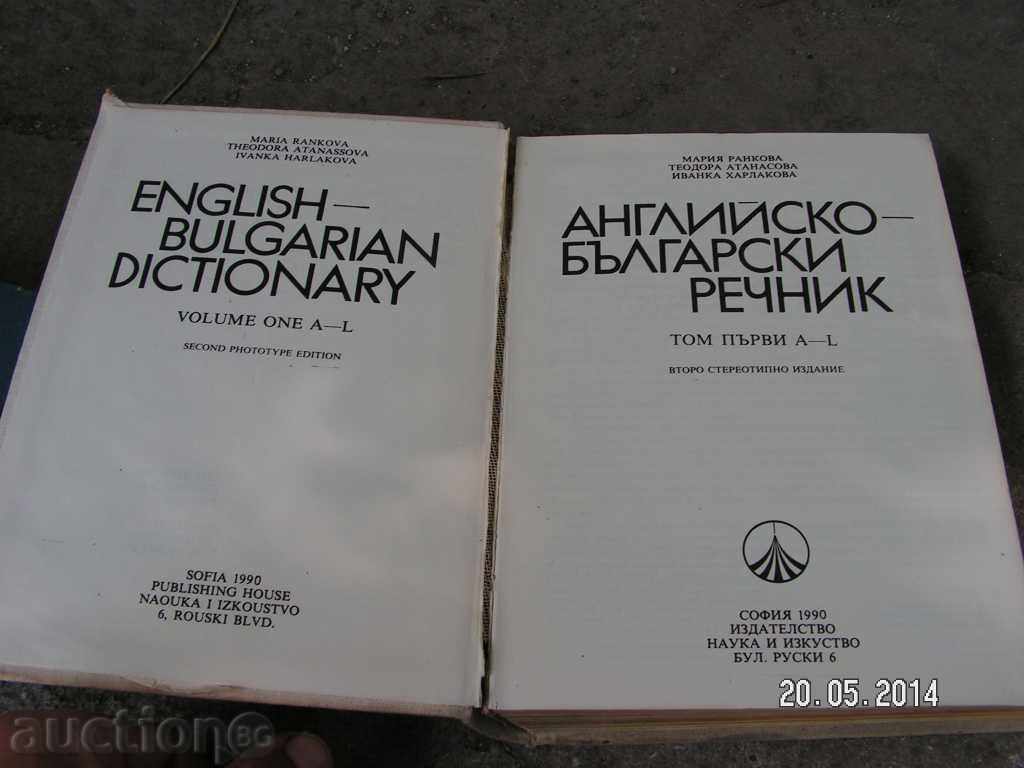 MARIA RANKOVA
THEODORA ATANASSOVA
IVANKA HARLAKOVA
ENGLISH—
BULGARIAN
DICTIONARY
VOLUME ONE A—L
SECOND PHOTOTYPE EDITION
SOFIA 1990
PUBLISHING HOUSE
NAOUKA I IZKOUSTVO
6, ROUSKI BLVD.
МАРИЯ РАНКОВА
ТЕОДОРА АТАНАСОВА
ИВАНКА ХАРЛАКОВА
АНГЛИЙСКО—
БЪЛГАРСКИ
РЕЧНИК
ТОМ ПЪРВИ A—L
ВТОРО СТЕРЕОТИПНО ИЗДАНИЕ
СОФИЯ 1990
ИЗДАТЕЛСТВО
НАУКА И ИЗКУСТВО
БУЛ. РУСКИ 6
20.05.2014
auctionBG